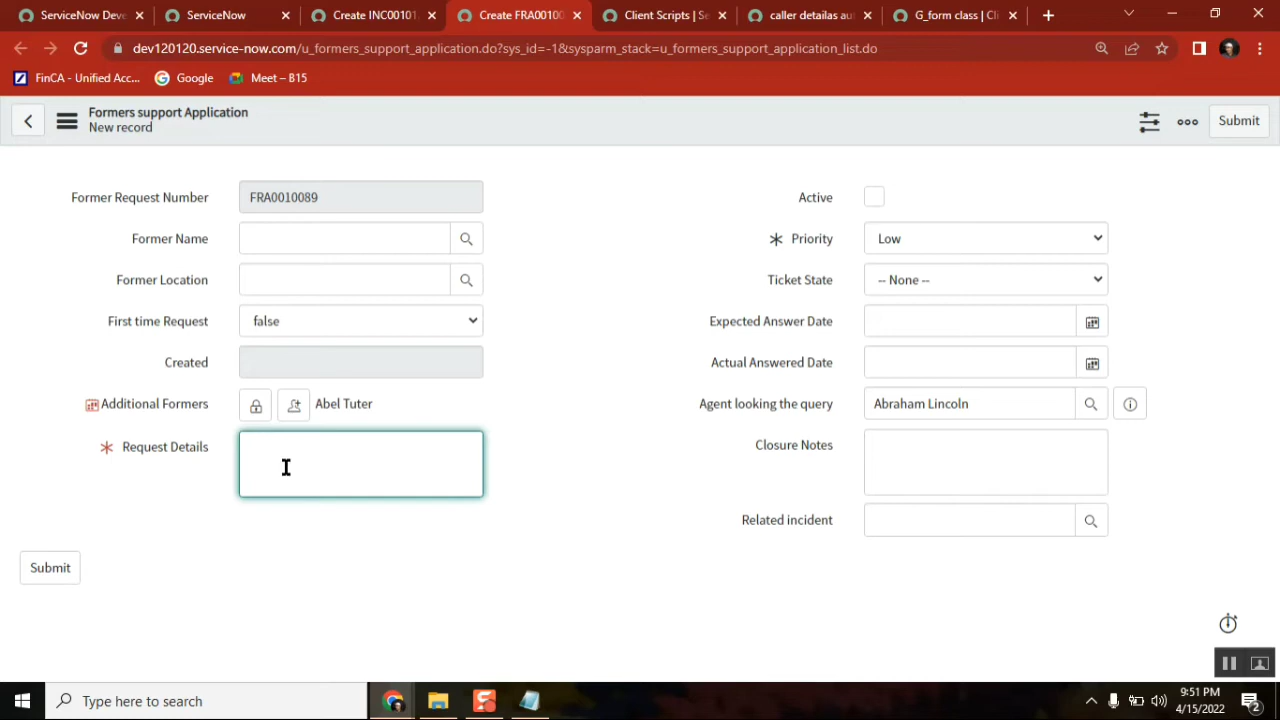 ServiceNow Deve
ServiceNow
Create INC00101
Create FRA00100
Client Scripts | Se
caller detailas au
G_form class | Cli
dev120120.service-now.com/u_formers_support_application.do?sys_id=-1&sysparm_stack=u_formers_support_application_list.do
FinCA - Unified Acc...
Google
Meet – B15
Formers support Application
New record
Submit
Former Request Number
FRA0010089
Active
Former Name
Priority
Low
Former Location
Ticket State
-- None --
First time Request
false
Expected Answer Date
Created
Actual Answered Date
Additional Formers
Abel Tuter
Agent looking the query
Abraham Lincoln
Request Details
Closure Notes
Related incident
Submit
Type here to search
9:51 PM
4/15/2022
2